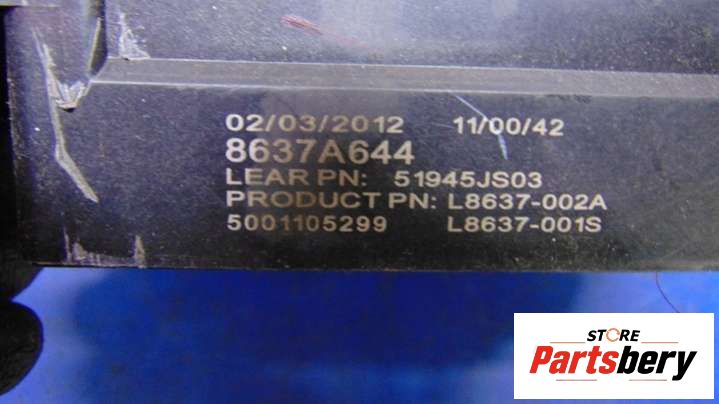 02/03/2012 11/00/42
8637A644
LEAR PN: 51945JS03
PRODUCT PN: L8637-002A
5001105299 L8637-001S
STORE
Partsbery